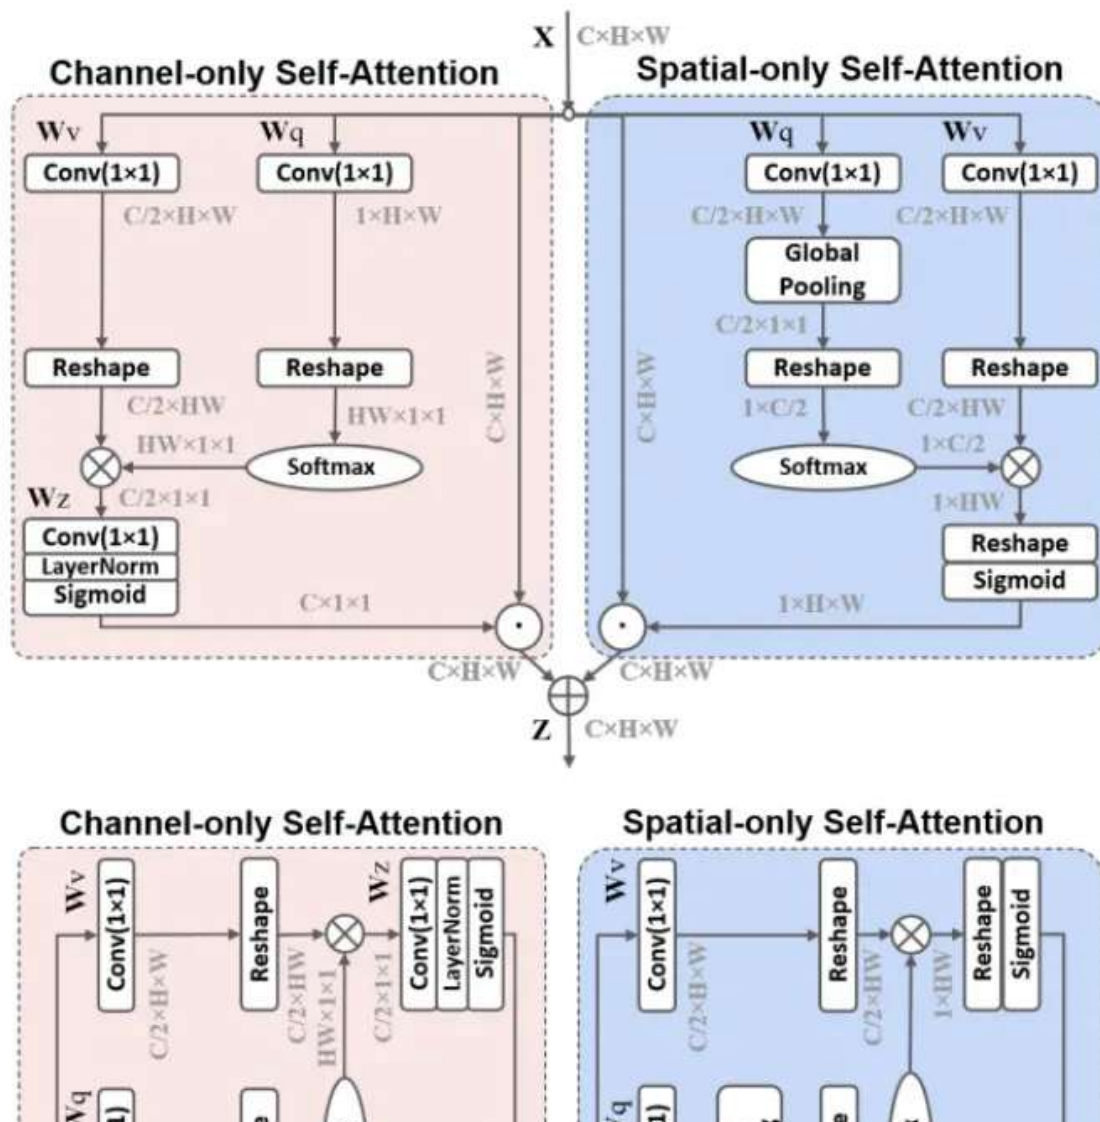 X C×H×W
Channel-only Self-Attention
Spatial-only Self-Attention
Wv Wq Wq Wv
Conv(1×1) Conv(1×1) Conv(1×1) Conv(1×1)
C/2×H×W 1×H×W C/2×H×W C/2×H×W
Global
Pooling
C/2×1×1
Reshape Reshape C×H×W C×H×W Reshape Reshape
C/2×HW HW×1×1 1×C/2 C/2×HW
HW×1×1 Softmax Softmax 1×C/2
Wz C/2×1×1 1×HW
Conv(1×1) Reshape
LayerNorm Sigmoid
Sigmoid
C×1×1 1×H×W
C×H×W C×H×W
Z C×H×W
Channel-only Self-Attention
Spatial-only Self-Attention
Wv Conv(1×1) C/2×H×W Reshape C/2×HW HW×1×1 C/2×1×1 Wz Conv(1×1) LayerNorm Sigmoid
Wv Conv(1×1) C/2×H×W Reshape C/2×HW 1×HW Reshape Sigmoid